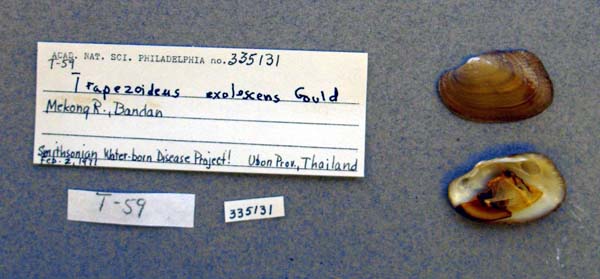 ACAD. NAT. SCI. PHILADELPHIA no. 335131
T-59
Trapezoideus exolescens Gould
Mekong R., Bandan
Smithsonian Water-born Disease Project! Ubon Prov., Thailand
Feb. 2, 1971
T-59
335131